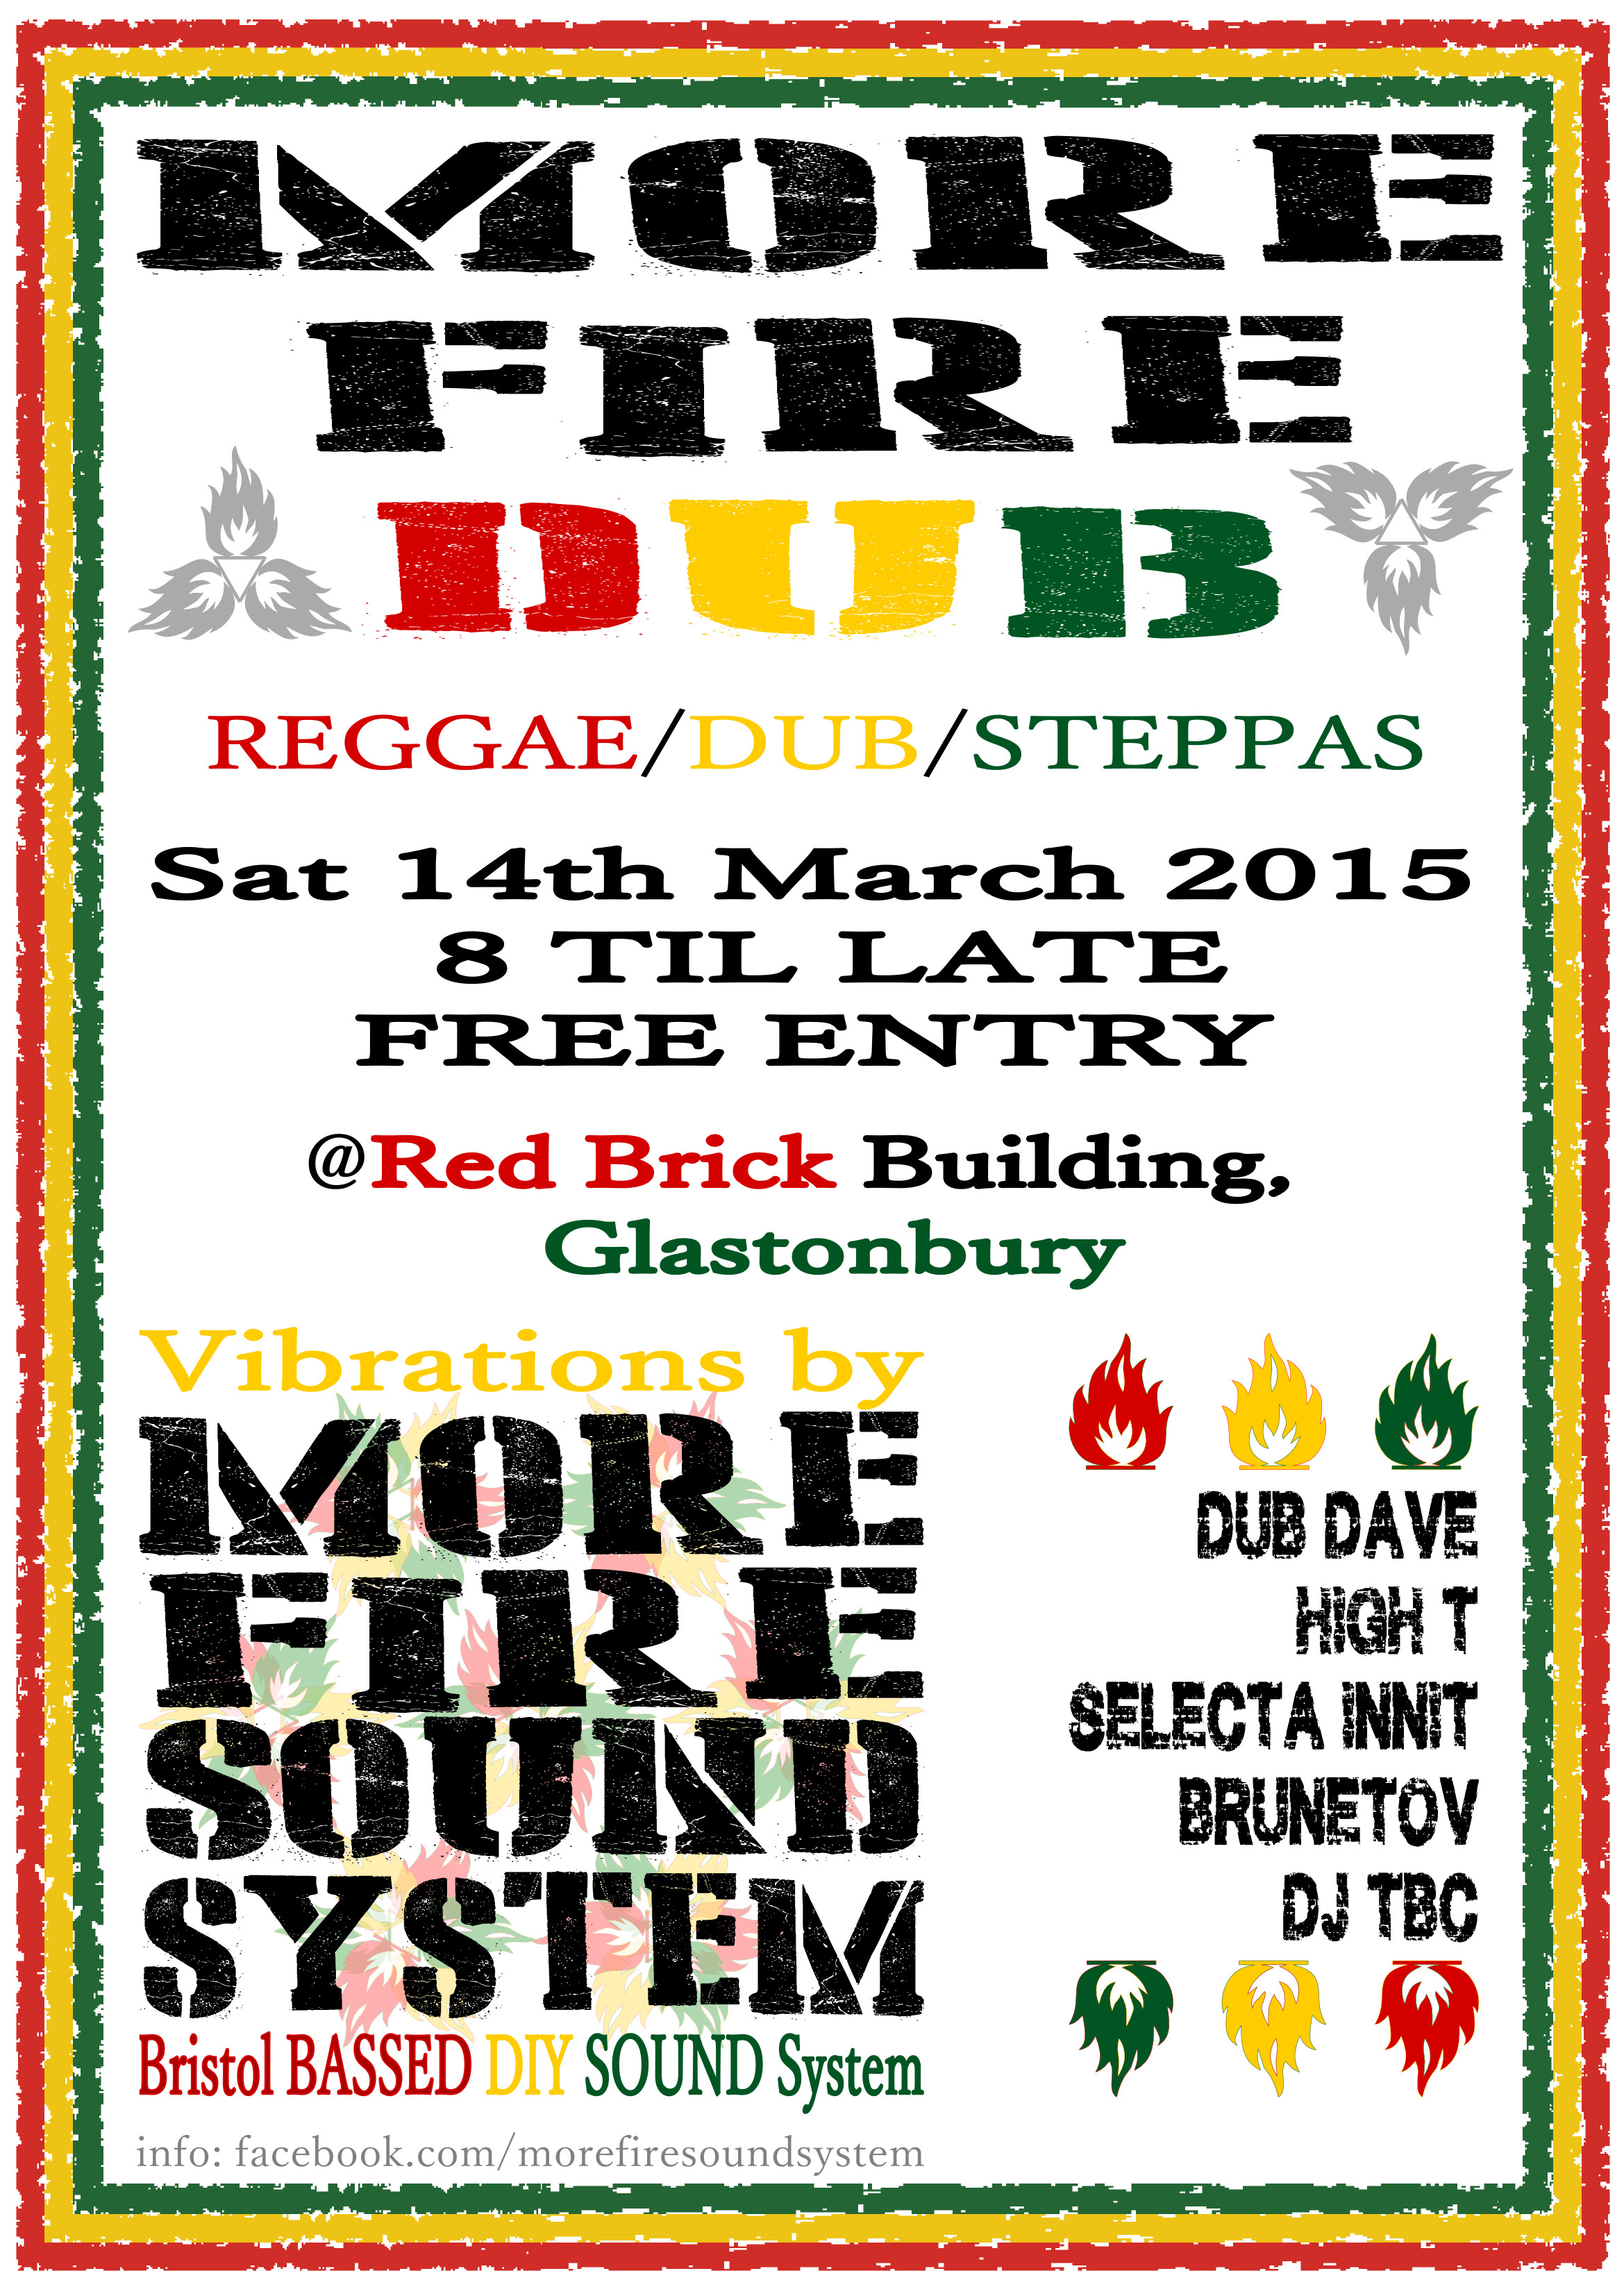 MORE
FIRE
DUB
REGGAE/DUB/STEPPAS
Sat 14th March 2015
8 TIL LATE
FREE ENTRY
@Red Brick Building,
Glastonbury
Vibrations by
MORE
FIRE
SOUND
SYSTEM
Bristol BASSED DIY SOUND System
info: facebook.com/morefiresoundsystem
DUB DAVE
HIGH T
SELECTA INNIT
BRUNETOV
DJ TBC